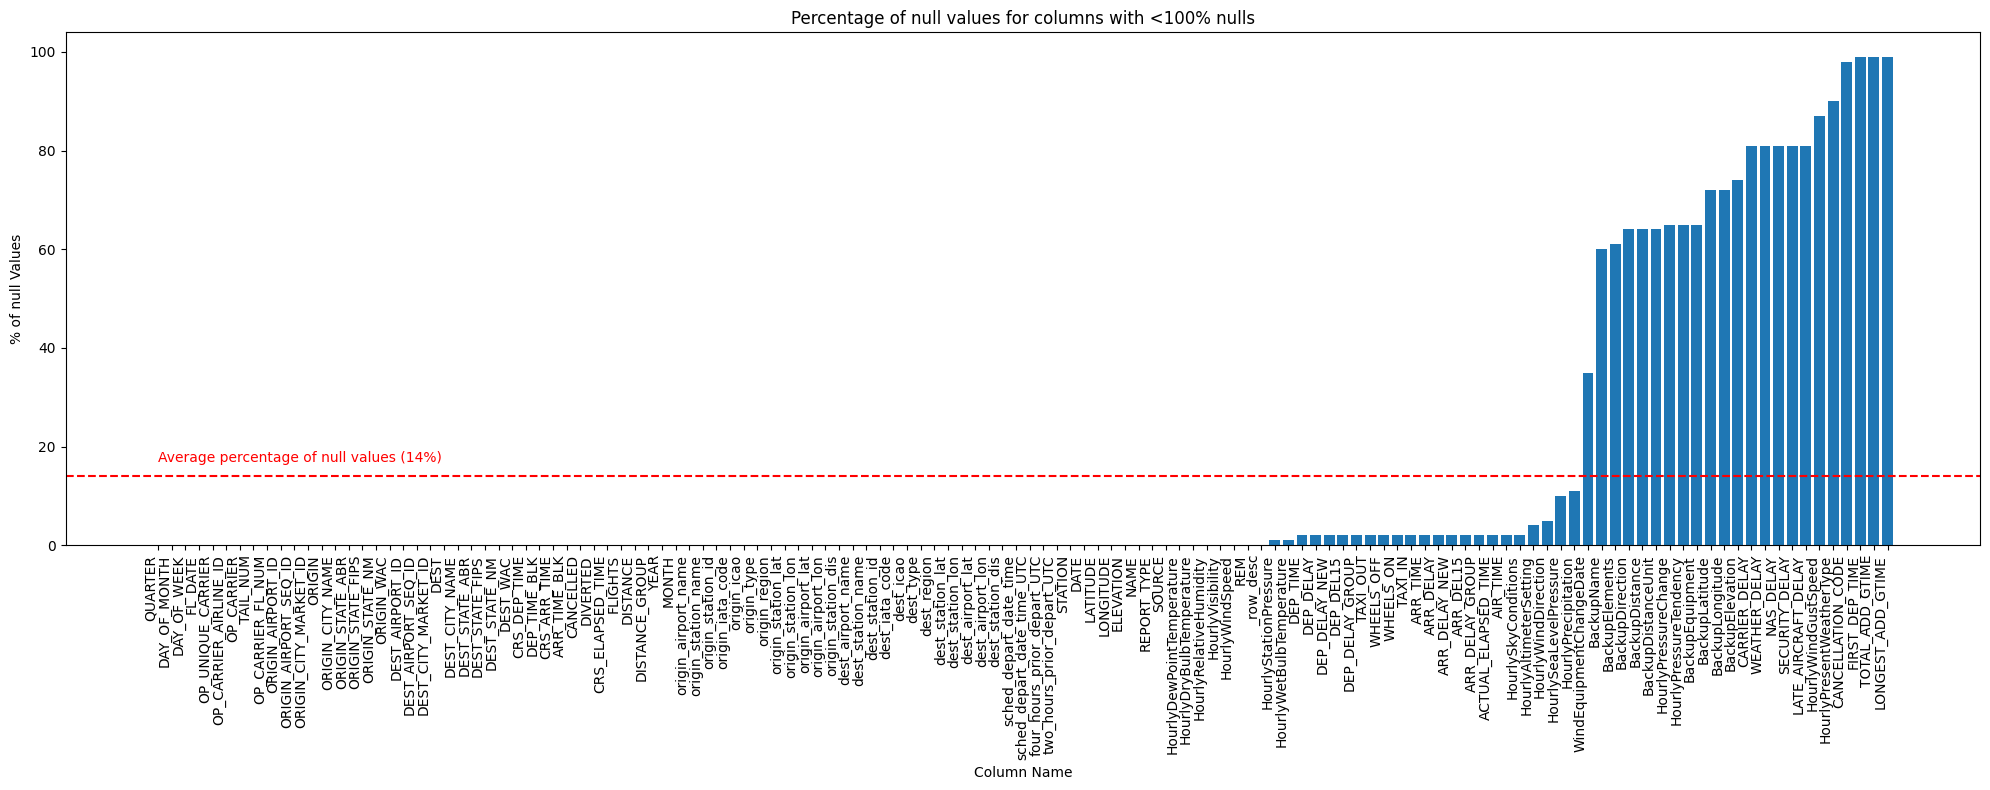 Percentage of null values for columns with <100% nulls
% of null Values
100
80
60
40
20
0
Average percentage of null values (14%)
QUARTER
DAY_OF_MONTH
DAY_OF_WEEK
FL_DATE
OP_UNIQUE_CARRIER
OP_CARRIER_AIRLINE_ID
OP_CARRIER
TAIL_NUM
OP_CARRIER_FL_NUM
ORIGIN_AIRPORT_ID
ORIGIN_AIRPORT_SEQ_ID
ORIGIN_CITY_MARKET_ID
ORIGIN
ORIGIN_CITY_NAME
ORIGIN_STATE_ABR
ORIGIN_STATE_FIPS
ORIGIN_STATE_NM
ORIGIN_WAC
DEST_AIRPORT_ID
DEST_AIRPORT_SEQ_ID
DEST_CITY_MARKET_ID
DEST
DEST_CITY_NAME
DEST_STATE_ABR
DEST_STATE_FIPS
DEST_STATE_NM
DEST_WAC
CRS_DEP_TIME
DEP_TIME_BLK
CRS_ARR_TIME
ARR_TIME_BLK
CANCELLED
DIVERTED
CRS_ELAPSED_TIME
FLIGHTS
DISTANCE
DISTANCE_GROUP
YEAR
MONTH
origin_airport_name
origin_station_name
origin_station_id
origin_iata_code
origin_icao
origin_type
origin_region
origin_station_lat
origin_station_lon
origin_airport_lat
origin_airport_lon
origin_station_dis
dest_airport_name
dest_station_name
dest_station_id
dest_iata_code
dest_icao
dest_type
dest_region
dest_station_lat
dest_station_lon
dest_airport_lat
dest_airport_lon
dest_station_dis
sched_depart_date_time
sched_depart_date_time_UTC
four_hours_prior_depart_UTC
two_hours_prior_depart_UTC
STATION
DATE
LATITUDE
LONGITUDE
ELEVATION
NAME
REPORT_TYPE
SOURCE
HourlyDewPointTemperature
HourlyDryBulbTemperature
HourlyRelativeHumidity
HourlyVisibility
HourlyWindSpeed
REM
_row_desc
HourlyStationPressure
HourlyWetBulbTemperature
DEP_TIME
DEP_DELAY
DEP_DELAY_NEW
DEP_DEL15
DEP_DELAY_GROUP
TAXI_OUT
WHEELS_OFF
WHEELS_ON
TAXI_IN
ARR_TIME
ARR_DELAY
ARR_DELAY_NEW
ARR_DEL15
ARR_DELAY_GROUP
ACTUAL_ELAPSED_TIME
AIR_TIME
HourlySkyConditions
HourlyAltimeterSetting
HourlyWindDirection
HourlySeaLevelPressure
HourlyPrecipitation
WindEquipmentChangeDate
BackupName
BackupElements
BackupDirection
BackupDistance
BackupDistanceUnit
HourlyPressureChange
HourlyPressureTendency
BackupEquipment
BackupLatitude
BackupLongitude
BackupElevation
CARRIER_DELAY
WEATHER_DELAY
NAS_DELAY
SECURITY_DELAY
LATE_AIRCRAFT_DELAY
HourlyWindGustSpeed
HourlyPresentWeatherType
CANCELLATION_CODE
FIRST_DEP_TIME
TOTAL_ADD_GTIME
LONGEST_ADD_GTIME
Column Name